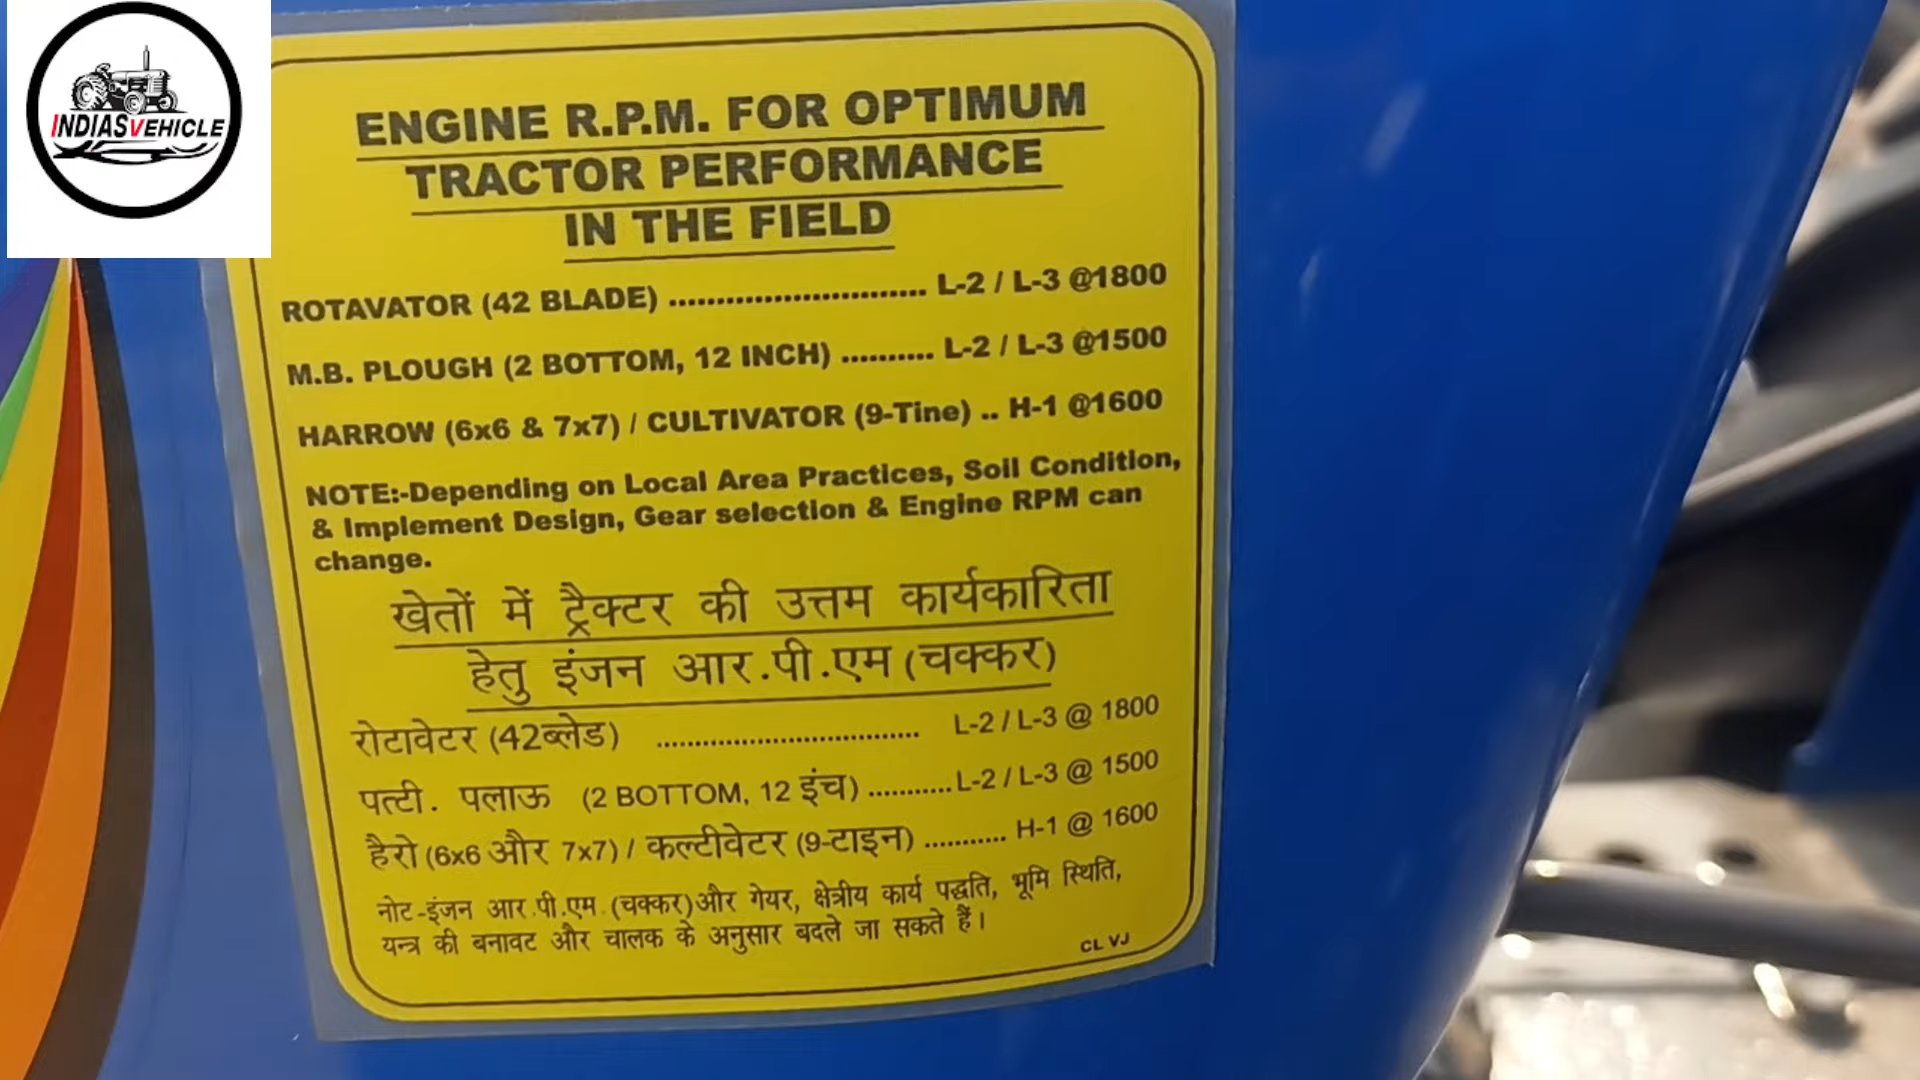 INDIASVEHICLE
ENGINE R.P.M. FOR OPTIMUM
TRACTOR PERFORMANCE
IN THE FIELD
ROTAVATOR (42 BLADE) ........................... L-2 / L-3 @1800
M.B. PLOUGH (2 BOTTOM, 12 INCH) .......... L-2 / L-3 @1500
HARROW (6x6 & 7x7) / CULTIVATOR (9-Tine) .. H-1 @1600
NOTE:-Depending on Local Area Practices, Soil Condition,
& Implement Design, Gear selection & Engine RPM can
change.
खेतों में ट्रैक्टर की उत्तम कार्यकारिता
हेतु इंजन आर.पी.एम (चक्कर)
रोटावेटर (42ब्लेड) .................................. L-2 / L-3 @ 1800
पत्टी. पलाऊ (2 BOTTOM, 12 इंच) ...........L-2 / L-3 @ 1500
हैरो (6x6 और 7x7) / कल्टीवेटर (9-टाइन) ........... H-1 @ 1600
नोट-इंजन आर.पी.एम. (चक्कर)और गेयर, क्षेत्रीय कार्य पद्धति, भूमि स्थिति,
यन्त्र की बनावट और चालक के अनुसार बदले जा सकते हैं।
CL VJ